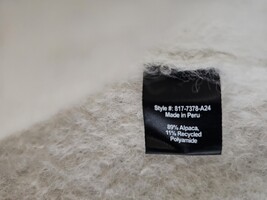 Style #: 817-7378-A24
Made in Peru
89% Alpaca,
11% Recycled
Polyamide